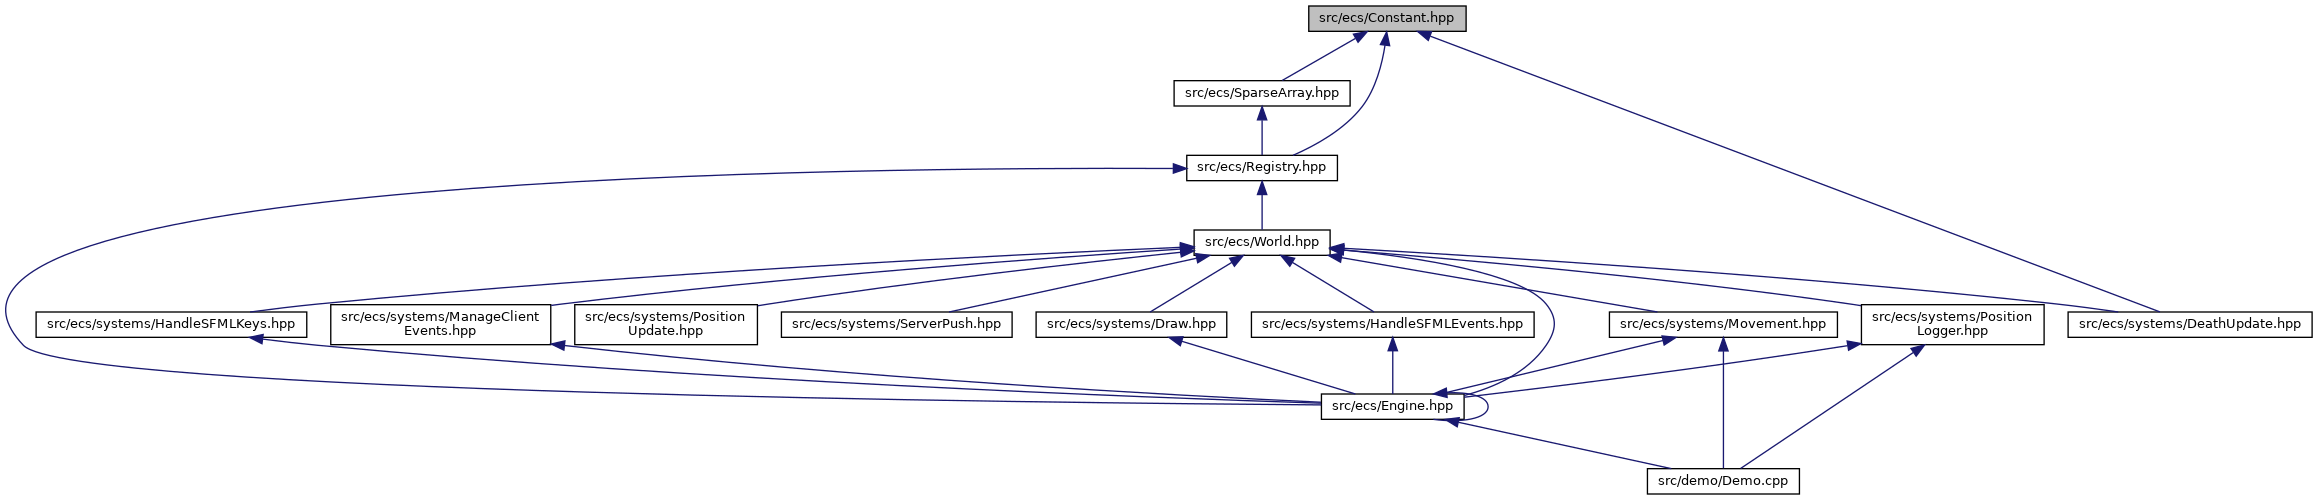 src/ecs/Constant.hpp
src/ecs/SparseArray.hpp
src/ecs/Registry.hpp
src/ecs/World.hpp
src/ecs/systems/HandleSFMLKeys.hpp
src/ecs/systems/ManageClient
Events.hpp
src/ecs/systems/Position
Update.hpp
src/ecs/systems/ServerPush.hpp
src/ecs/systems/Draw.hpp
src/ecs/systems/HandleSFMLEvents.hpp
src/ecs/systems/Movement.hpp
src/ecs/systems/Position
Logger.hpp
src/ecs/systems/DeathUpdate.hpp
src/ecs/Engine.hpp
src/demo/Demo.cpp